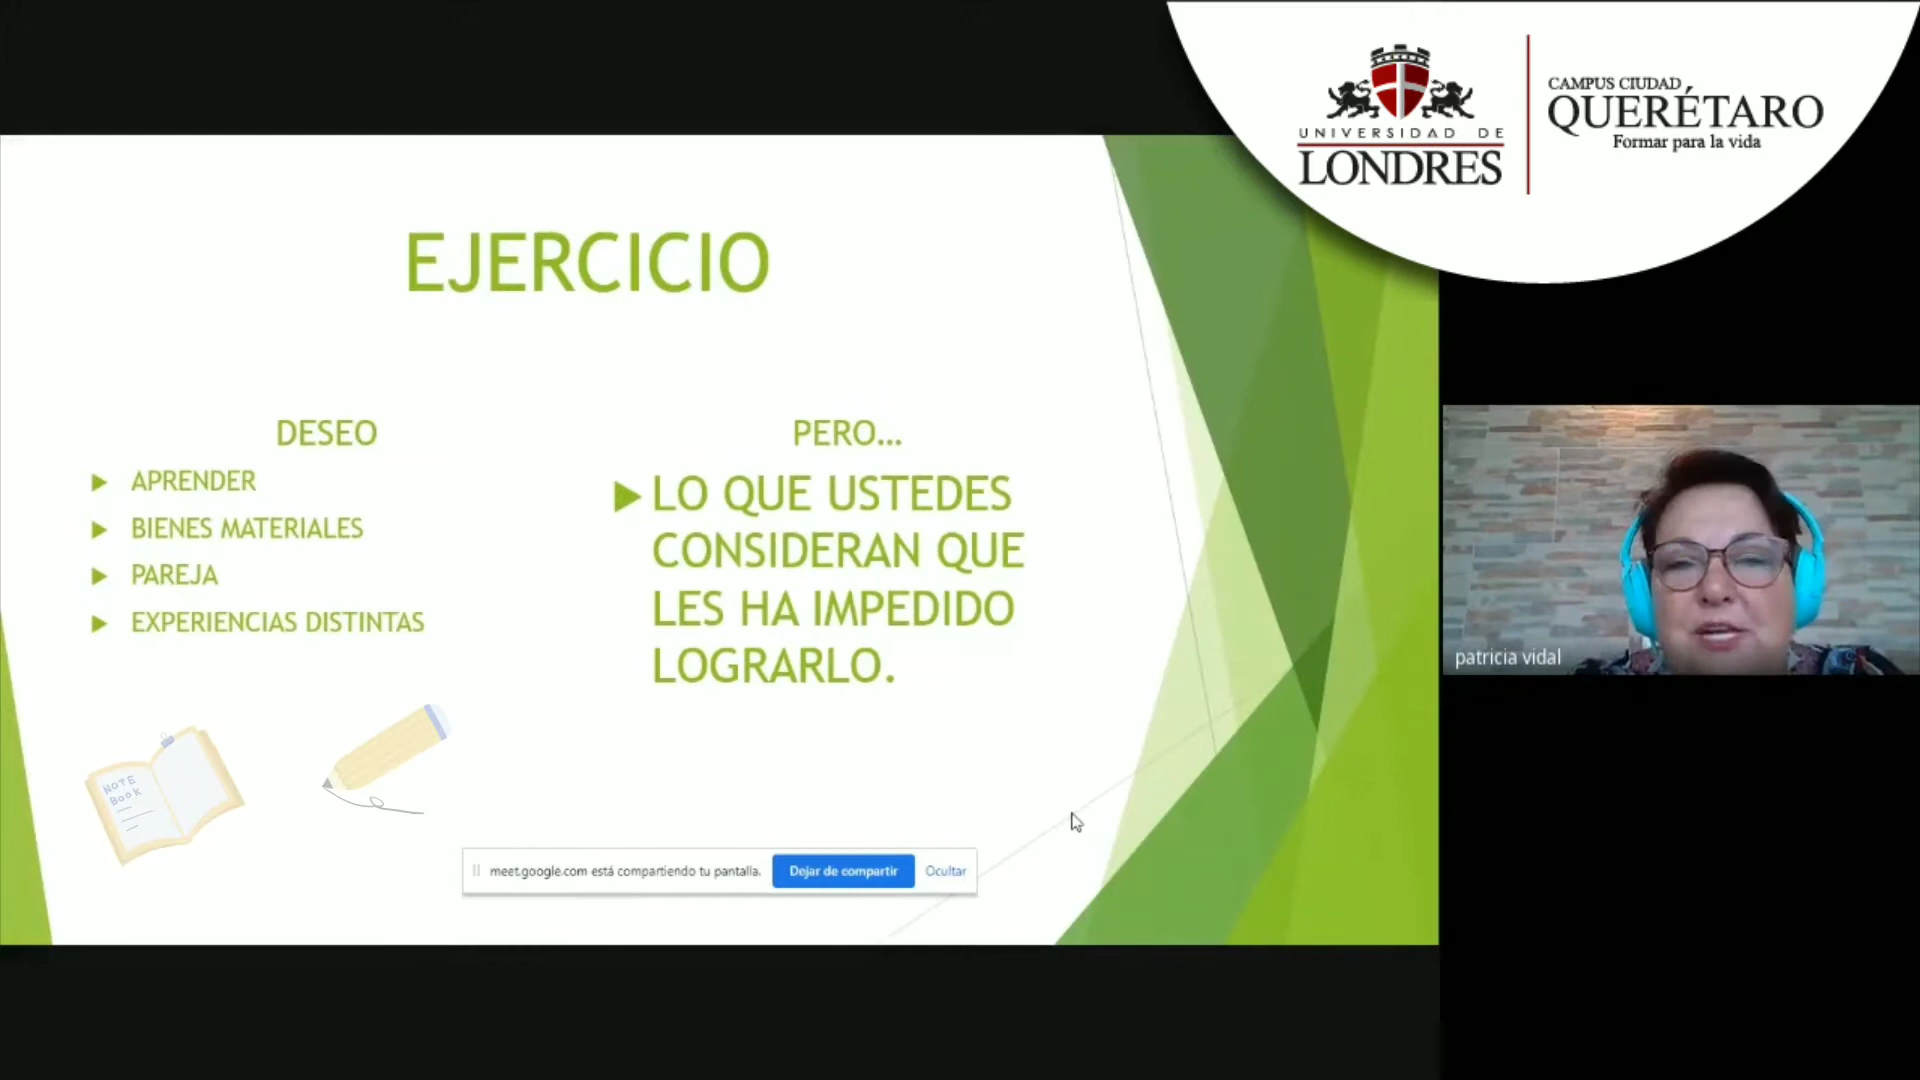 UNIVERSIDAD DE
LONDRES
CAMPUS CIUDAD
QUERÉTARO
Formar para la vida
EJERCICIO
DESEO
APRENDER
BIENES MATERIALES
PAREJA
EXPERIENCIAS DISTINTAS
PERO...
LO QUE USTEDES
CONSIDERAN QUE
LES HA IMPEDIDO
LOGRARLO.
NOTE
BOOK
meet.google.com está compartiendo tu pantalla.
Dejar de compartir
Ocultar
patricia vidal